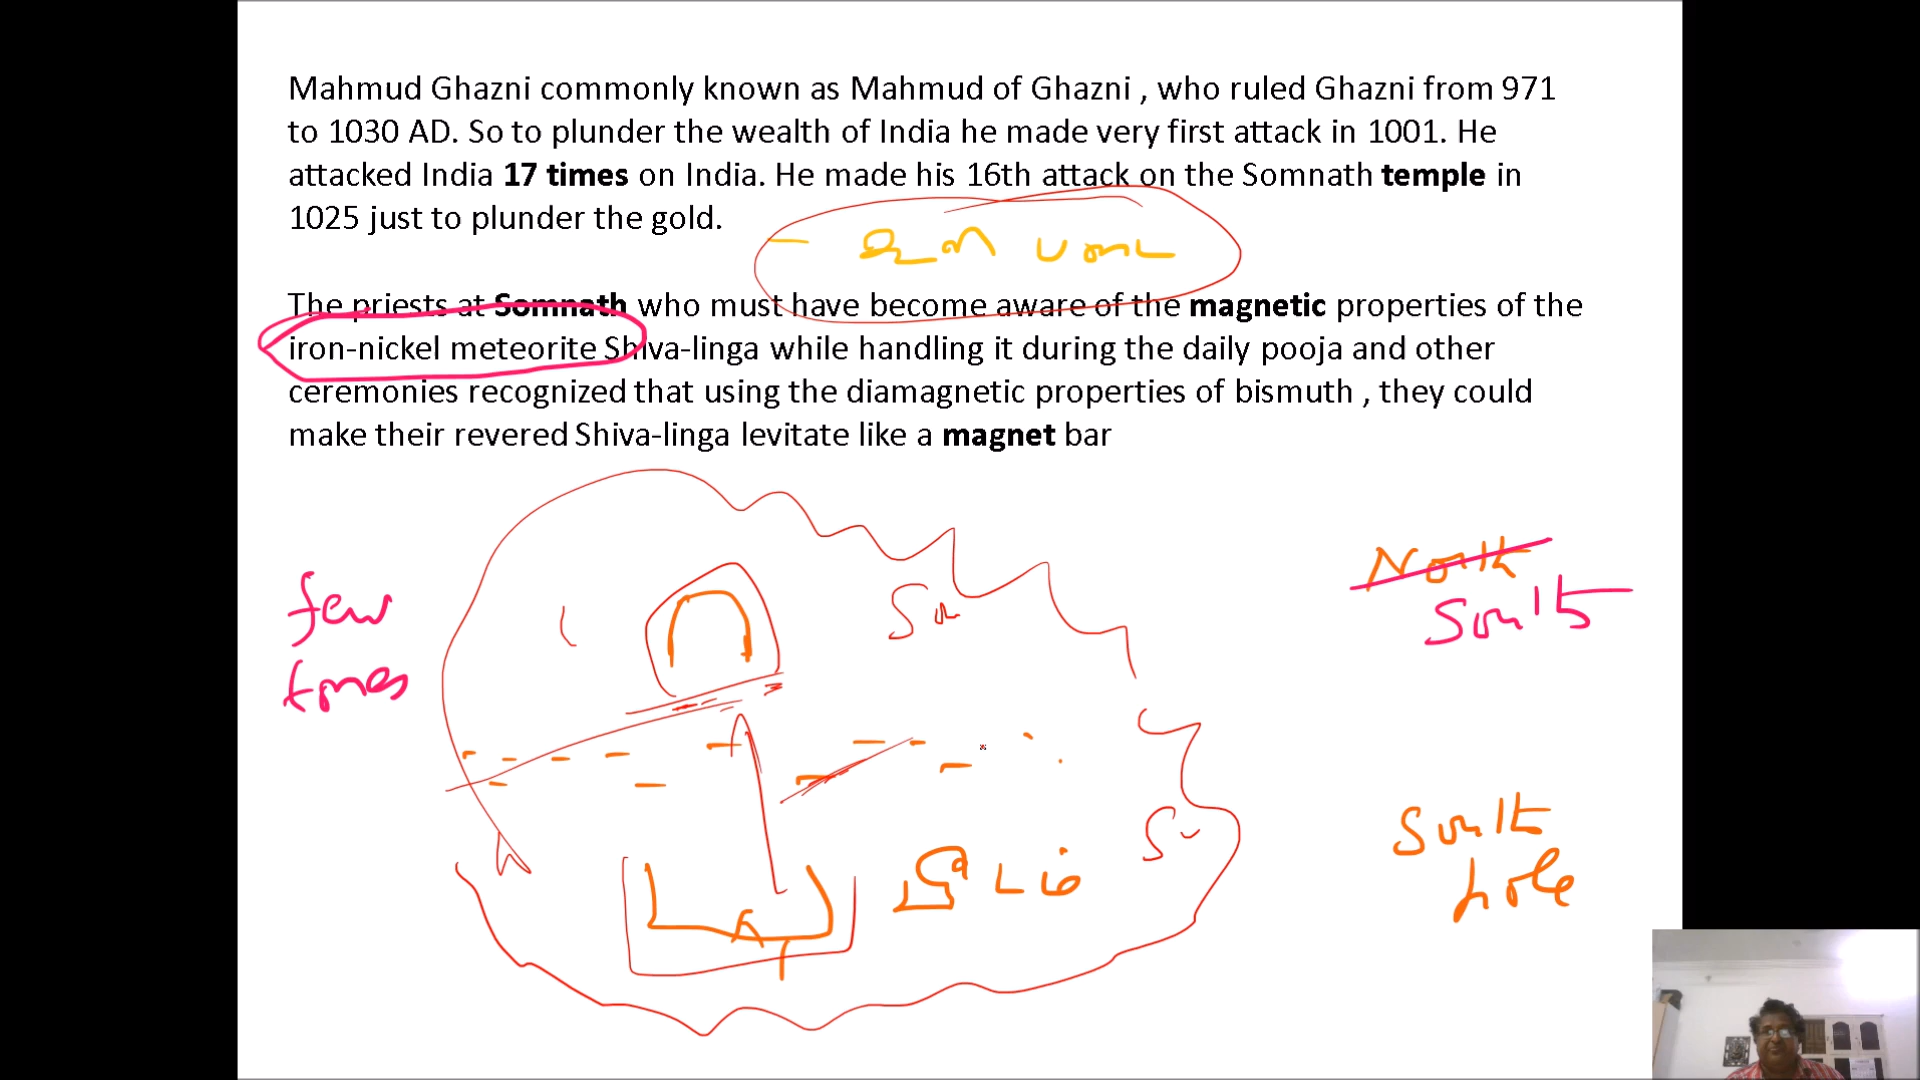 Mahmud Ghazni commonly known as Mahmud of Ghazni , who ruled Ghazni from 971
to 1030 AD. So to plunder the wealth of India he made very first attack in 1001. He
attacked India 17 times on India. He made his 16th attack on the Somnath temple in
1025 just to plunder the gold.
The priests at Somnath who must have become aware of the magnetic properties of the
iron-nickel meteorite Shiva-linga while handling it during the daily pooja and other
ceremonies recognized that using the diamagnetic properties of bismuth , they could
make their revered Shiva-linga levitate like a magnet bar
few
tones
North
South
South
hole